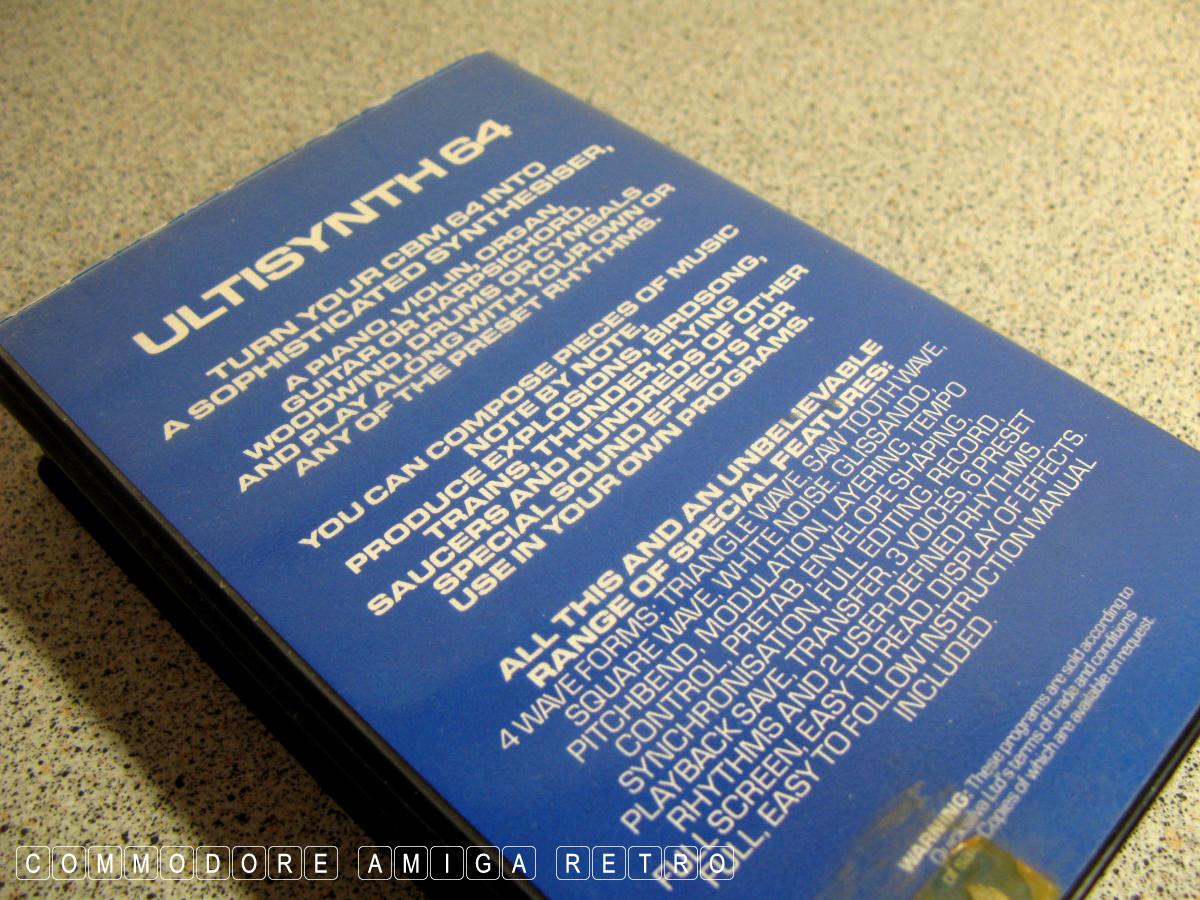 ULTISYNTH 64
TURN YOUR CBM 64 INTO
A SOPHISTICATED SYNTHESISER,
A PIANO, VIOLIN, ORGAN,
GUITAR OR HARPSICHORD.
WOODWIND, DRUMS OR CYMBALS
AND PLAY ALONG WITH YOUR OWN OR
ANY OF THE PRESET RHYTHMS.
YOU CAN COMPOSE PIECES OF MUSIC
NOTE BY NOTE,
PRODUCE EXPLOSIONS, BIRDSONG,
TRAINS, THUNDER, FLYING
SAUCERS AND HUNDREDS OF OTHER
SPECIAL SOUND EFFECTS FOR
USE IN YOUR OWN PROGRAMS.
ALL THIS AND AN UNBELIEVABLE
RANGE OF SPECIAL FEATURES:
4 WAVE FORMS: TRIANGLE WAVE, SAW TOOTH WAVE,
SQUARE WAVE, WHITE NOISE, GLISSANDO,
PITCHBEND, MODULATION, LAYERING, TEMPO
CONTROL, PRETAB, ENVELOPE SHAPING,
SYNCHRONISATION, FULL EDITING, RECORD,
PLAYBACK SAVE, TRANSFER, 3 VOICES, 6 PRESET
RHYTHMS AND 2 USER-DEFINED RHYTHMS.
FULL SCREEN, EASY TO READ, DISPLAY OF EFFECTS.
FULL, EASY TO FOLLOW INSTRUCTION MANUAL
INCLUDED.
WARNING: These programs are sold according to
Quicksilva Ltd's terms of trade and conditions
Copies of which are available on request.
COMMODORE AMIGA RETRO